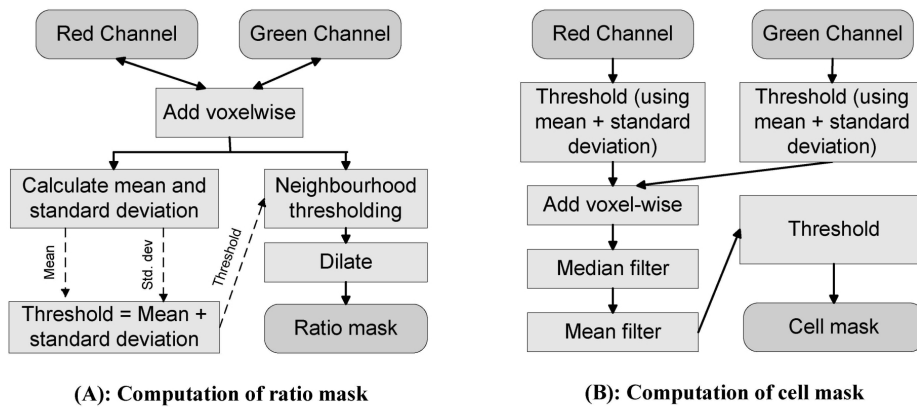 Red Channel
Green Channel
Add voxelwise
Calculate mean and
standard deviation
Neighbourhood
thresholding
Mean
Std. dev
Threshold
Dilate
Threshold = Mean +
standard deviation
Ratio mask
(A): Computation of ratio mask
Red Channel
Green Channel
Threshold (using
mean + standard
deviation)
Threshold (using
mean + standard
deviation)
Add voxel-wise
Threshold
Median filter
Mean filter
Cell mask
(B): Computation of cell mask